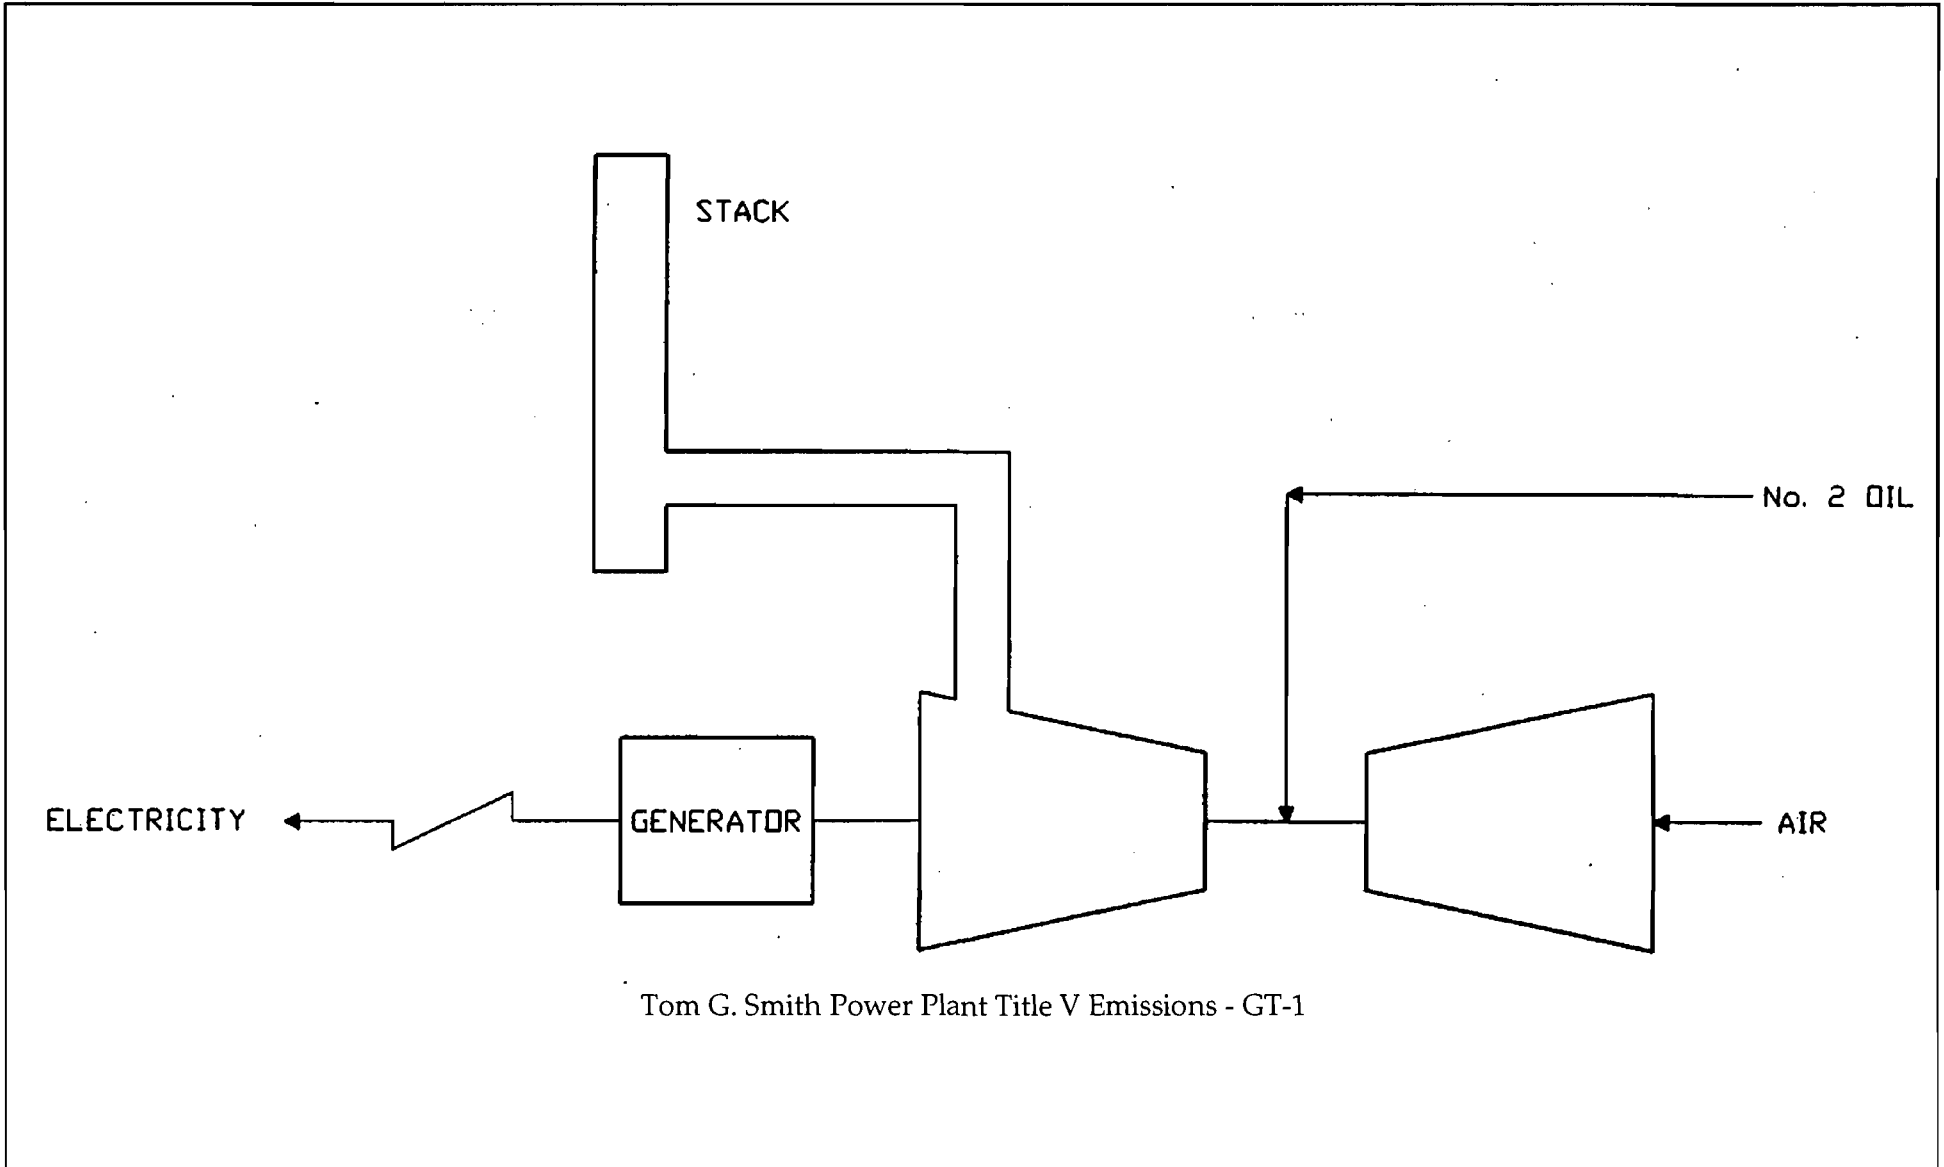 STACK
No. 2 OIL
ELECTRICITY
GENERATOR
AIR
Tom G. Smith Power Plant Title V Emissions - GT-1